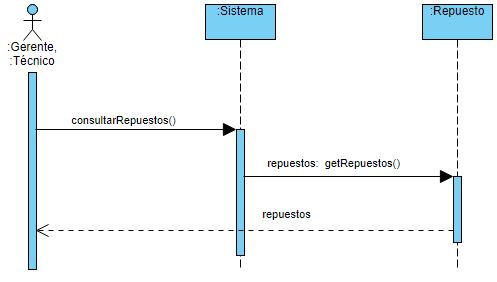 :Sistema
:Repuesto
:Gerente,
:Técnico
consultarRepuestos()
repuestos: getRepuestos()
repuestos